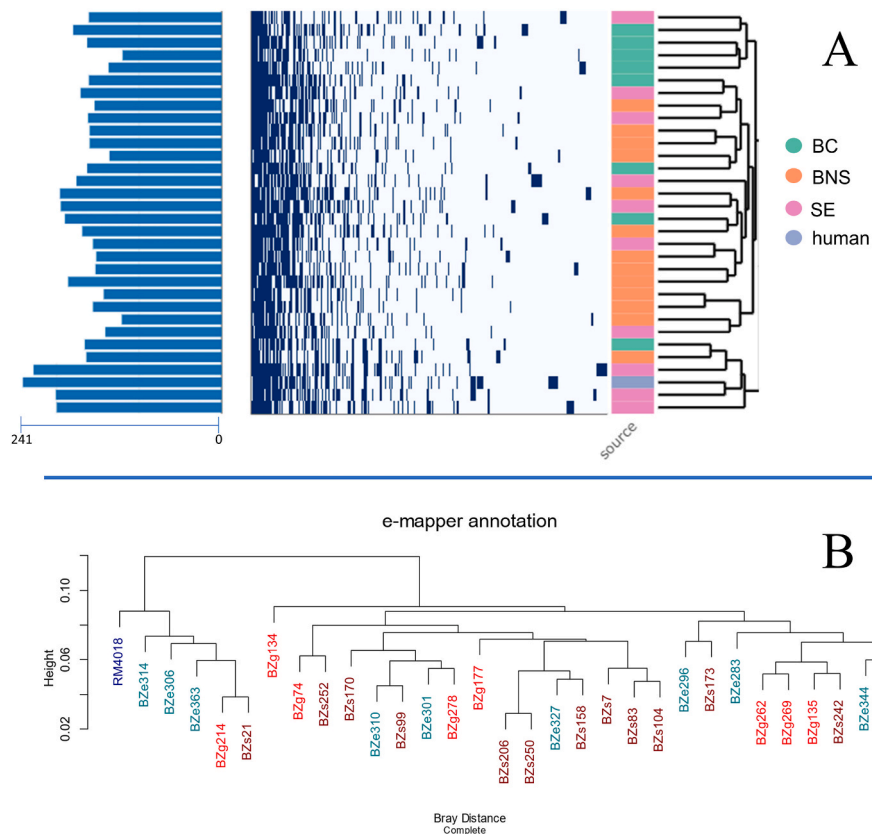 A
BC
BNS
SE
human
241
0
source
e-mapper annotation
B
Height
0.10
0.06
0.02
RM4018
BZe314
BZe306
BZe363
BZg214
BZs21
BZg134
BZg74
BZs252
BZs170
BZe310
BZs99
BZe301
BZg278
BZg177
BZs206
BZs250
BZe327
BZs158
BZs7
BZs83
BZs104
BZe296
BZs173
BZe283
BZg262
BZg269
BZg135
BZs242
BZe344
Bray Distance
Complete